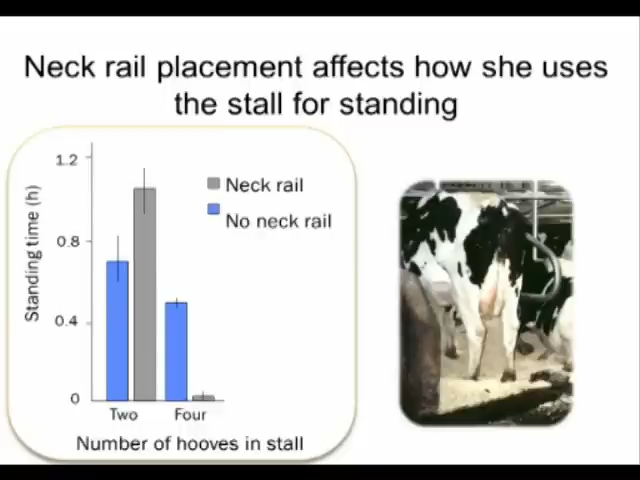 Neck rail placement affects how she uses
the stall for standing
1.2
0.8
0.4
0
Standing time (h)
Neck rail
No neck rail
Two
Four
Number of hooves in stall